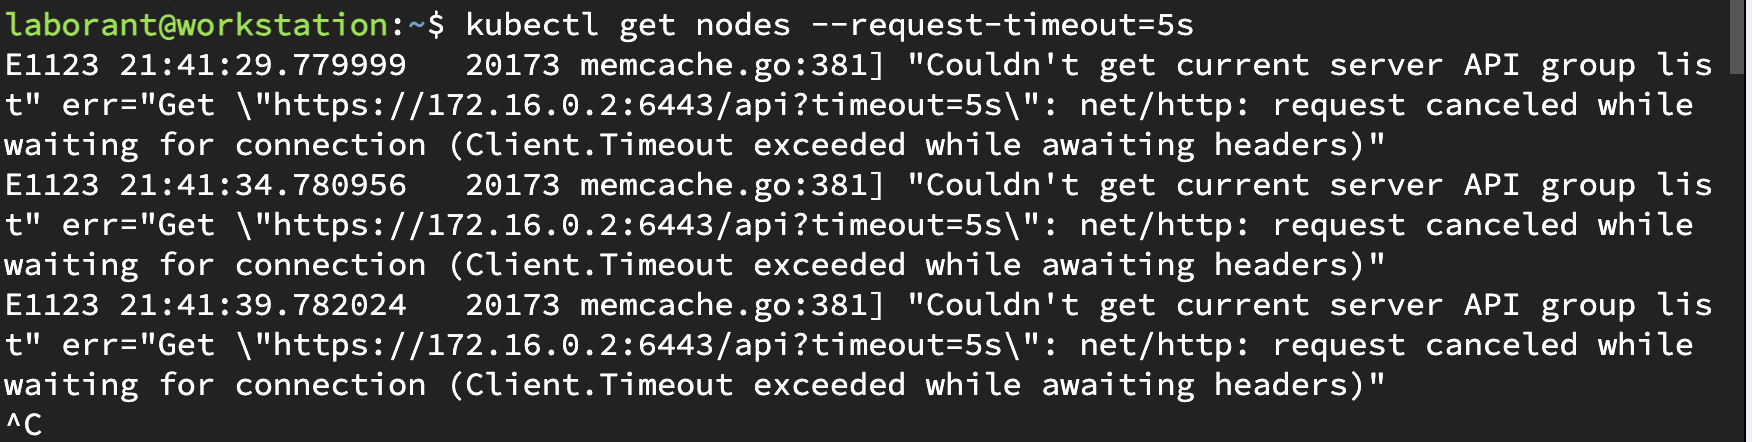 laborant@workstation:~$ kubectl get nodes --request-timeout=5s
E1123 21:41:29.779999   20173 memcache.go:381] "Couldn't get current server API group lis
t" err="Get \"https://172.16.0.2:6443/api?timeout=5s\": net/http: request canceled while 
waiting for connection (Client.Timeout exceeded while awaiting headers)"
E1123 21:41:34.780956   20173 memcache.go:381] "Couldn't get current server API group lis
t" err="Get \"https://172.16.0.2:6443/api?timeout=5s\": net/http: request canceled while 
waiting for connection (Client.Timeout exceeded while awaiting headers)"
E1123 21:41:39.782024   20173 memcache.go:381] "Couldn't get current server API group lis
t" err="Get \"https://172.16.0.2:6443/api?timeout=5s\": net/http: request canceled while 
waiting for connection (Client.Timeout exceeded while awaiting headers)"
^C